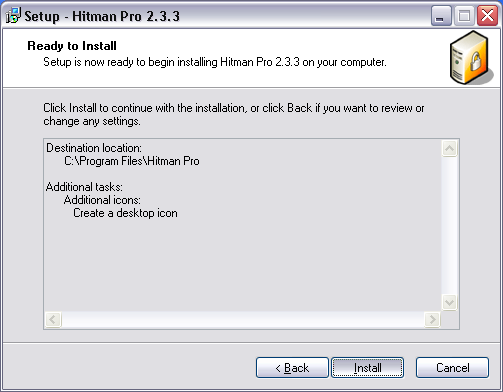 Setup - Hitman Pro 2.3.3
Ready to Install
Setup is now ready to begin installing Hitman Pro 2.3.3 on your computer.
Click Install to continue with the installation, or click Back if you want to review or
change any settings.
Destination location:
C:\Program Files\Hitman Pro
Additional tasks:
Additional icons:
Create a desktop icon
< Back
Install
Cancel